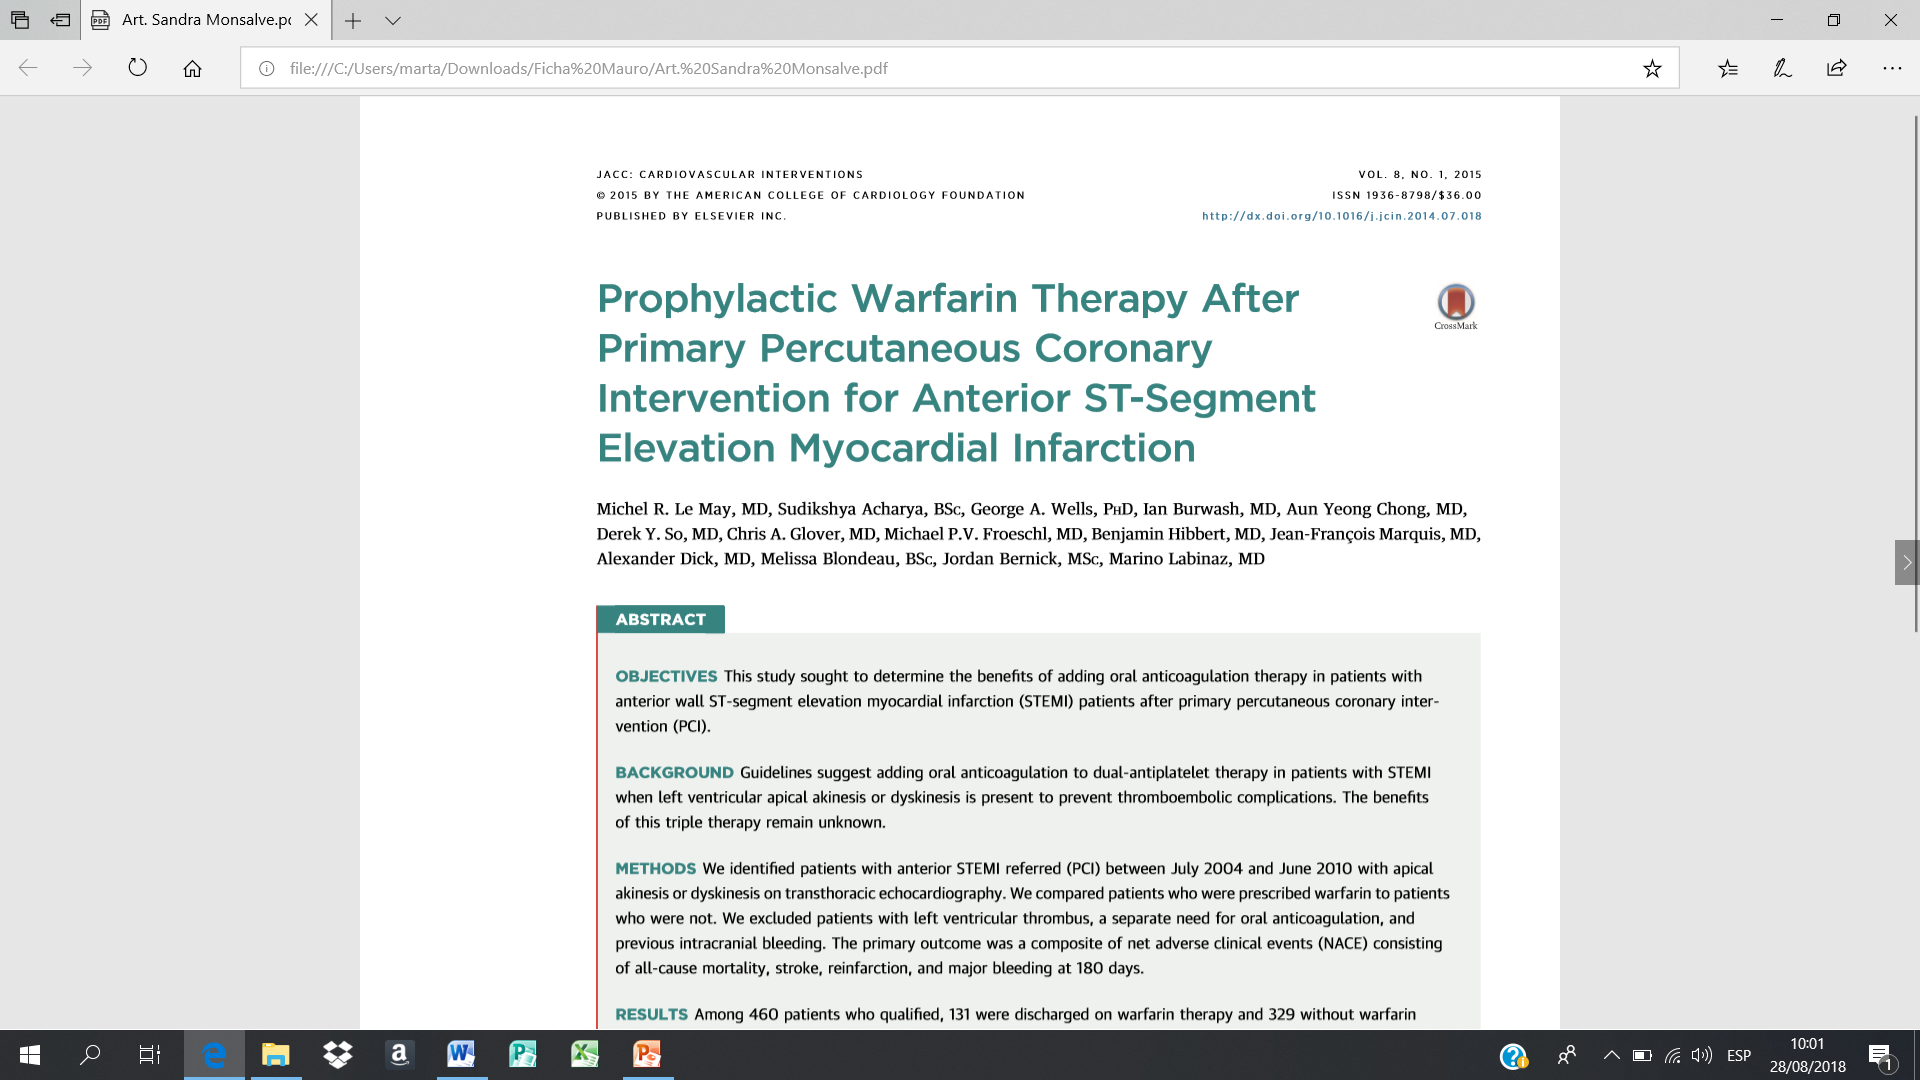 Art. Sandra Monsalve.pd
file:///C:/Users/marta/Downloads/Ficha%20Mauro/Art.%20Sandra%20Monsalve.pdf
JACC: CARDIOVASCULAR INTERVENTIONS
VOL. 8, NO. 1, 2015
© 2015 BY THE AMERICAN COLLEGE OF CARDIOLOGY FOUNDATION
ISSN 1936-8798/$36.00
PUBLISHED BY ELSEVIER INC.
http://dx.doi.org/10.1016/j.jcin.2014.07.018
Prophylactic Warfarin Therapy After
Primary Percutaneous Coronary
Intervention for Anterior ST-Segment
Elevation Myocardial Infarction
CrossMark
Michel R. Le May, MD, Sudikshya Acharya, BSc, George A. Wells, PhD, Ian Burwash, MD, Aun Yeong Chong, MD,
Derek Y. So, MD, Chris A. Glover, MD, Michael P.V. Froeschl, MD, Benjamin Hibbert, MD, Jean-François Marquis, MD,
Alexander Dick, MD, Melissa Blondeau, BSc, Jordan Bernick, MSc, Marino Labinaz, MD
ABSTRACT
OBJECTIVES This study sought to determine the benefits of adding oral anticoagulation therapy in patients with
anterior wall ST-segment elevation myocardial infarction (STEMI) patients after primary percutaneous coronary inter-
vention (PCI).
BACKGROUND Guidelines suggest adding oral anticoagulation to dual-antiplatelet therapy in patients with STEMI
when left ventricular apical akinesis or dyskinesis is present to prevent thromboembolic complications. The benefits
of this triple therapy remain unknown.
METHODS We identified patients with anterior STEMI referred (PCI) between July 2004 and June 2010 with apical
akinesis or dyskinesis on transthoracic echocardiography. We compared patients who were prescribed warfarin to patients
who were not. We excluded patients with left ventricular thrombus, a separate need for oral anticoagulation, and
previous intracranial bleeding. The primary outcome was a composite of net adverse clinical events (NACE) consisting
of all-cause mortality, stroke, reinfarction, and major bleeding at 180 days.
RESULTS Among 460 patients who qualified, 131 were discharged on warfarin therapy and 329 without warfarin
ESP
10:01
28/08/2018
1